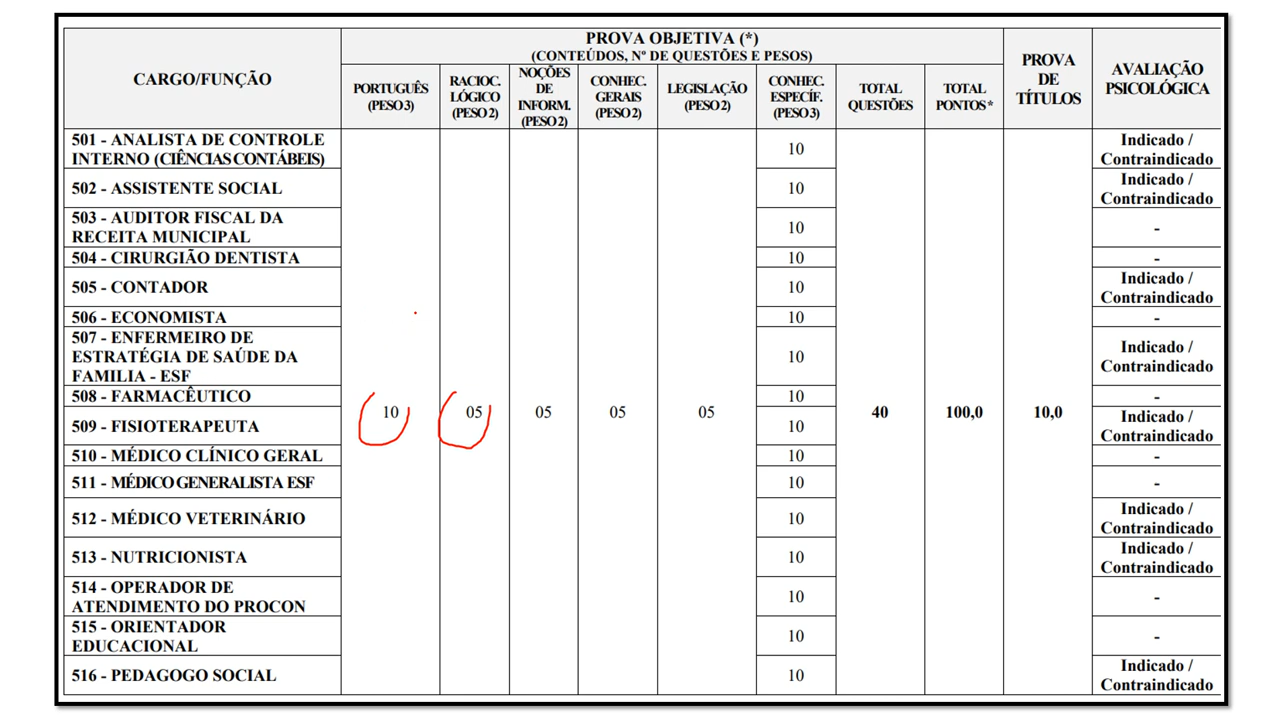 CARGO/FUNÇÃO
PROVA OBJETIVA (*)
(CONTEÚDOS, Nº DE QUESTÕES E PESOS)
PORTUGUÊS
(PESO 3)
RACIOC.
LÓGICO
(PESO 2)
NOÇÕES
DE
INFORM.
(PESO 2)
CONHEC.
GERAIS
(PESO 2)
LEGISLAÇÃO
(PESO 2)
CONHEC.
ESPECÍF.
(PESO 3)
TOTAL
QUESTÕES
TOTAL
PONTOS *
PROVA
DE
TÍTULOS
AVALIAÇÃO
PSICOLÓGICA
501 - ANALISTA DE CONTROLE
INTERNO (CIÊNCIAS CONTÁBEIS)
10
Indicado /
Contraindicado
502 - ASSISTENTE SOCIAL
10
Indicado /
Contraindicado
503 - AUDITOR FISCAL DA
RECEITA MUNICIPAL
10
-
504 - CIRURGIÃO DENTISTA
10
-
505 - CONTADOR
10
Indicado /
Contraindicado
506 - ECONOMISTA
10
-
507 - ENFERMEIRO DE
ESTRATÉGIA DE SAÚDE DA
FAMILIA - ESF
10
Indicado /
Contraindicado
508 - FARMACÊUTICO
10
-
10 05 05 05 05 40 100,0 10,0
509 - FISIOTERAPEUTA
10
Indicado /
Contraindicado
510 - MÉDICO CLÍNICO GERAL
10
-
511 - MÉDICO GENERALISTA ESF
10
-
512 - MÉDICO VETERINÁRIO
10
Indicado /
Contraindicado
513 - NUTRICIONISTA
10
Indicado /
Contraindicado
514 - OPERADOR DE
ATENDIMENTO DO PROCON
10
-
515 - ORIENTADOR
EDUCACIONAL
10
-
516 - PEDAGOGO SOCIAL
10
Indicado /
Contraindicado